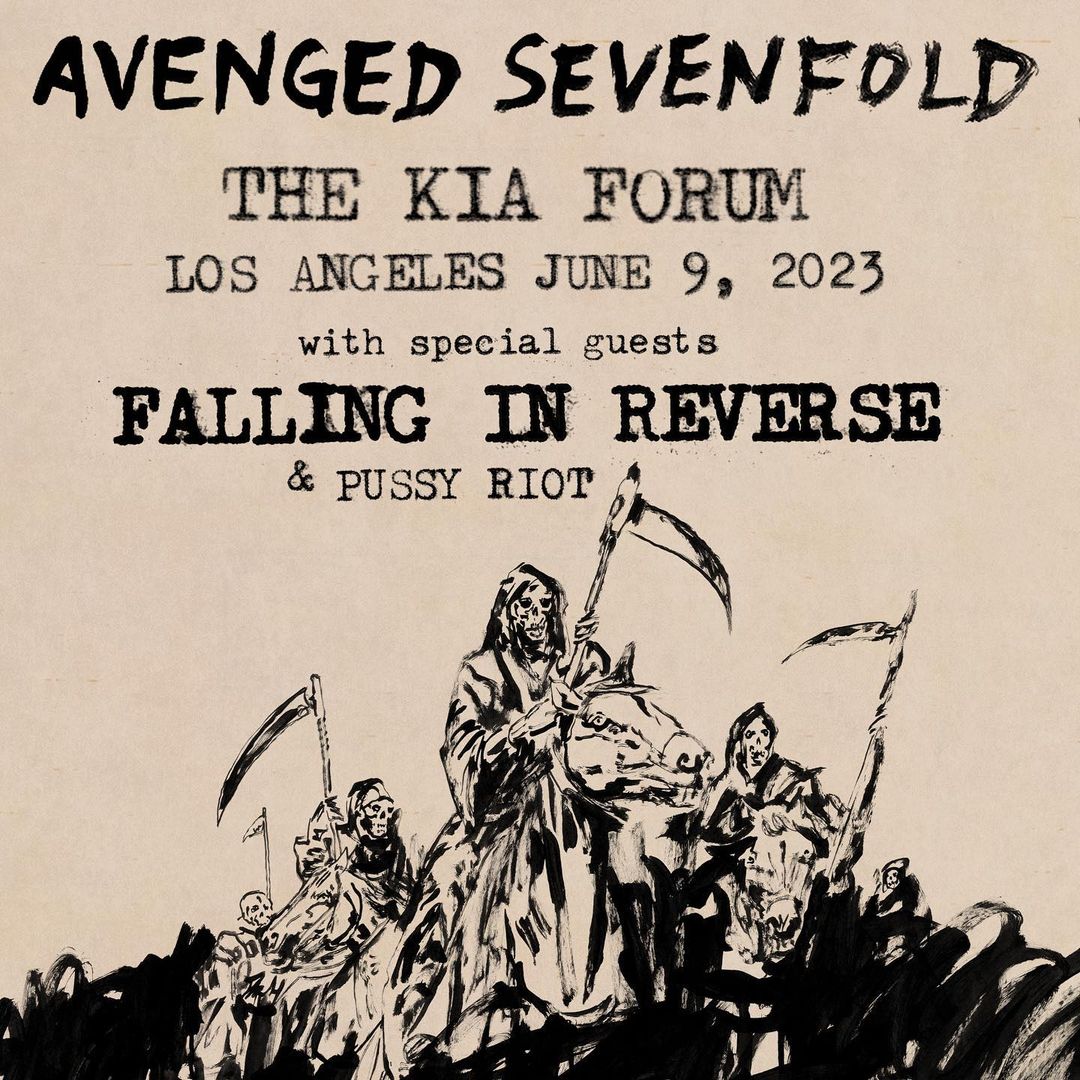 AVENGED SEVENFOLD
THE KIA FORUM
LOS ANGELES JUNE 9, 2023
with special guests
FALLING IN REVERSE
& PUSSY RIOT